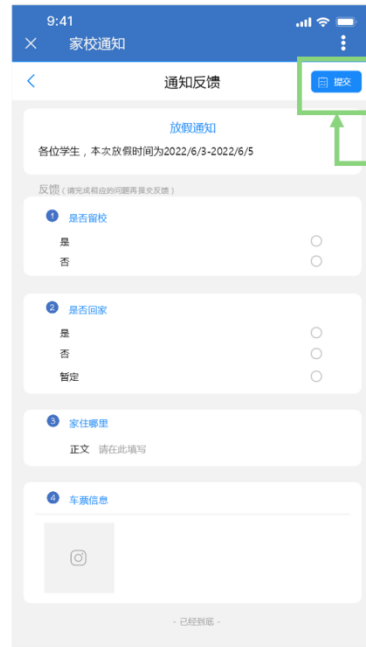 9:41
家校通知
通知反馈
提交
放假通知
各位学生，本次放假时间为2022/6/3-2022/6/5
反馈（请完成相应的问题再提交反馈）
1 是否留校
是
否
2 是否回家
是
否
暂定
3 家住哪里
正文 请在此填写
4 车票信息
- 已经到底 -